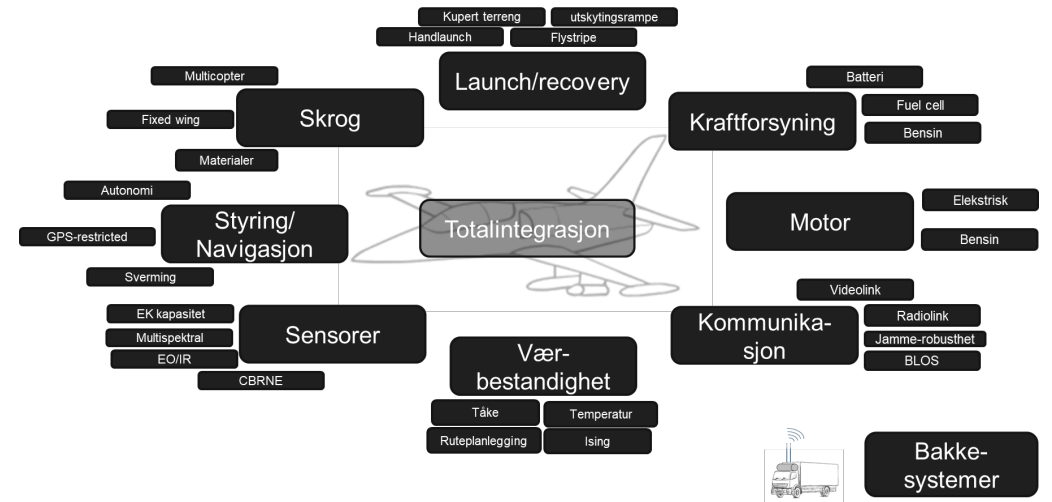 Kupert terreng
utskytingsrampe
Handlaunch
Flystripe
Launch/recovery
Multicopter
Fixed wing
Materialer
Skrog
Batteri
Fuel cell
Bensin
Kraftforsyning
Autonomi
GPS-restricted
Sverming
Styring/
Navigasjon
Totalintegrasjon
Motor
Elekstrisk
Bensin
EK kapasitet
Multispektral
EO/IR
CBRNE
Sensorer
Vær-
bestandighet
Tåke
Temperatur
Ruteplanlegging
Ising
Videolink
Radiolink
Jamme-robusthet
BLOS
Kommunika-
sjon
Bakke-
systemer